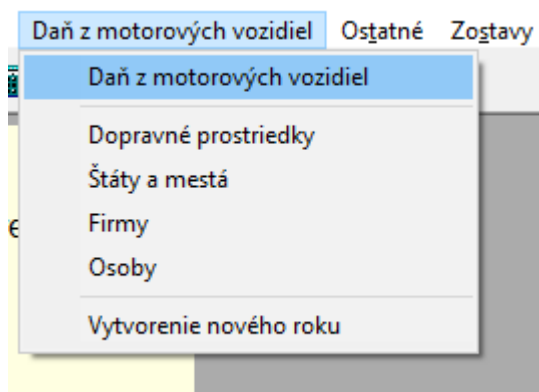 Daň z motorových vozidiel Ostatné Zostavy
Daň z motorových vozidiel
Dopravné prostriedky
Štáty a mestá
Firmy
Osoby
Vytvorenie nového roku